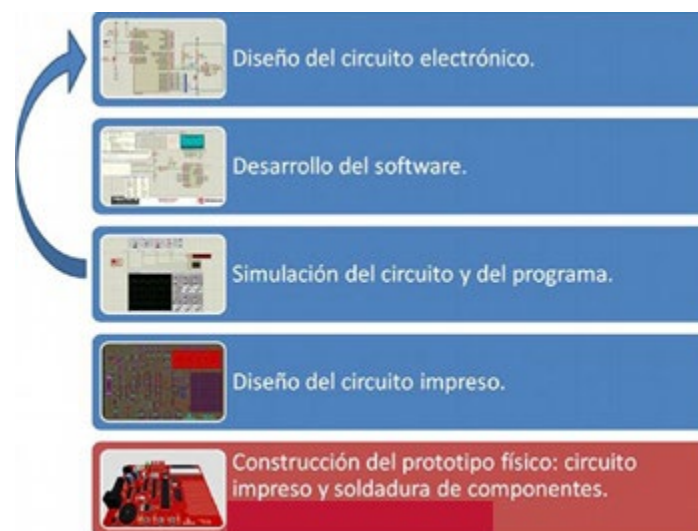 Diseño del circuito electrónico.
Desarrollo del software.
Simulación del circuito y del programa.
Diseño del circuito impreso.
Construcción del prototipo físico: circuito
impreso y soldadura de componentes.